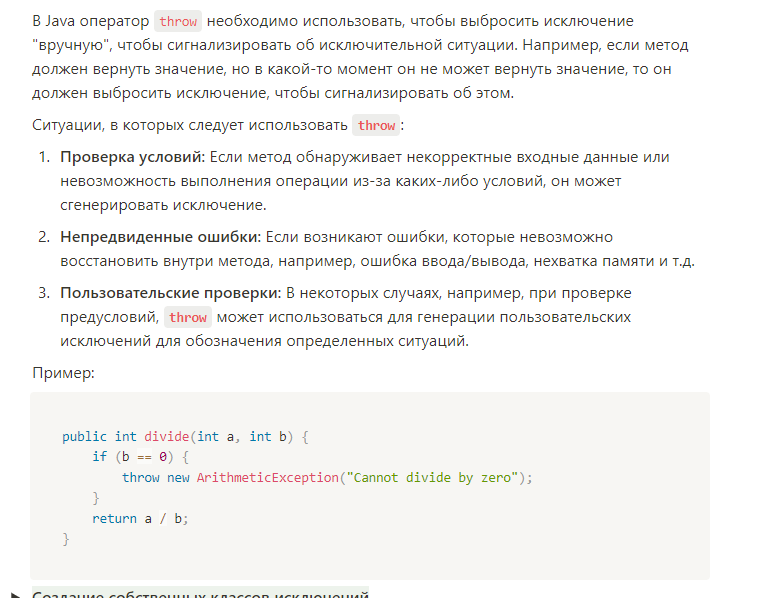 В Java оператор throw необходимо использовать, чтобы выбросить исключение
"вручную", чтобы сигнализировать об исключительной ситуации. Например, если метод
должен вернуть значение, но в какой-то момент он не может вернуть значение, то он
должен выбросить исключение, чтобы сигнализировать об этом.
Ситуации, в которых следует использовать throw:
1. Проверка условий: Если метод обнаруживает некорректные входные данные или
невозможность выполнения операции из-за каких-либо условий, он может
сгенерировать исключение.
2. Непредвиденные ошибки: Если возникают ошибки, которые невозможно
восстановить внутри метода, например, ошибка ввода/вывода, нехватка памяти и т.д.
3. Пользовательские проверки: В некоторых случаях, например, при проверке
предусловий, throw может использоваться для генерации пользовательских
исключений для обозначения определенных ситуаций.
Пример:
public int divide(int a, int b) {
if (b == 0) {
throw new ArithmeticException("Cannot divide by zero");
}
return a / b;
}
Создание собственных классов исключений